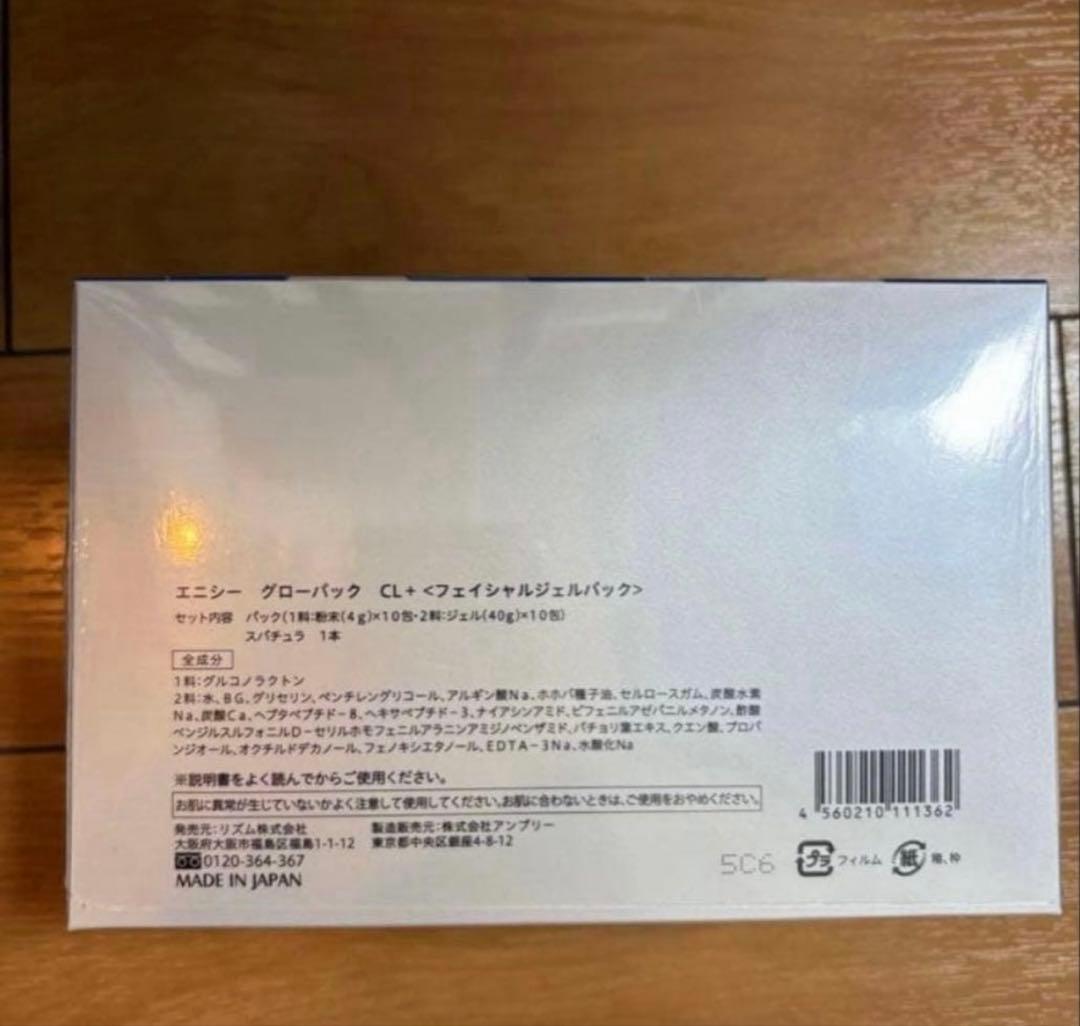 エニシー グローパック CL+ <フェイシャルジェルパック>
セット内容 パック(1料:粉末(4g)×10包・2料:ジェル(40g)×10包)
スパチュラ 1本
全成分
1料:グルコノラクトン
2料:水、BG、グリセリン、ペンチレングリコール、アルギン酸Na、ホホバ種子油、セルロースガム、炭酸水素
Na、炭酸Ca、ヘプタペプチド-8、ヘキサペプチド-3、ナイアシンアミド、ビフェニルアゼパニルメタノン、酢酸
ベンジルスルフォニルD-セリルホモフェニルアラニンアミジノベンザミド、パチョリ葉エキス、クエン酸、プロパ
ンジオール、オクチルドデカノール、フェノキシエタノール、EDTA-3Na、水酸化Na
※説明書をよく読んでからご使用ください。
お肌に異常が生じていないかよく注意して使用してください。お肌に合わないときは、ご使用をおやめください。
発売元:リズム株式会社 製造販売元:株式会社アンブリー
大阪府大阪市福島区福島1-1-12 東京都中央区銀座4-8-12
0120-364-367
MADE IN JAPAN
4 560210 111362
5C6
プラ フィルム 紙 箱、枠